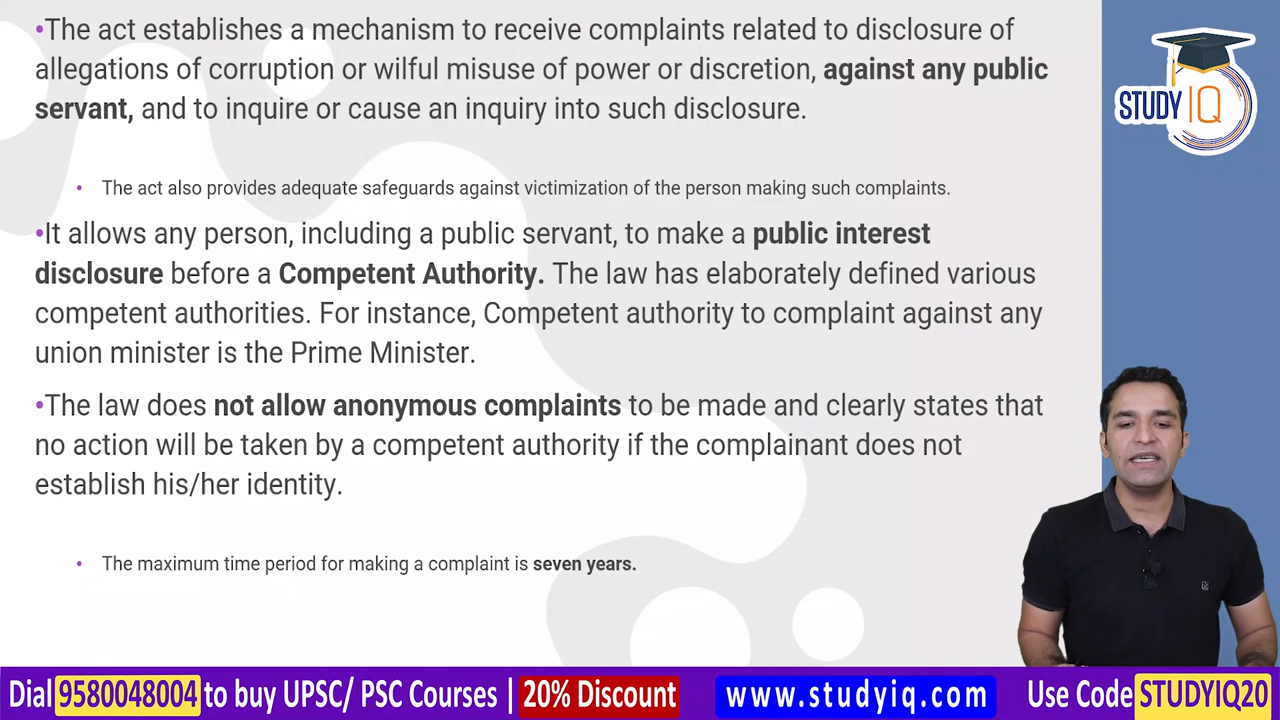 •The act establishes a mechanism to receive complaints related to disclosure of
allegations of corruption or wilful misuse of power or discretion, against any public
servant, and to inquire or cause an inquiry into such disclosure.
• The act also provides adequate safeguards against victimization of the person making such complaints.
•It allows any person, including a public servant, to make a public interest
disclosure before a Competent Authority. The law has elaborately defined various
competent authorities. For instance, Competent authority to complaint against any
union minister is the Prime Minister.
•The law does not allow anonymous complaints to be made and clearly states that
no action will be taken by a competent authority if the complainant does not
establish his/her identity.
• The maximum time period for making a complaint is seven years.
STUDY IQ
Dial 9580048004 to buy UPSC/ PSC Courses | 20% Discount www.studyiq.com Use Code STUDYIQ20